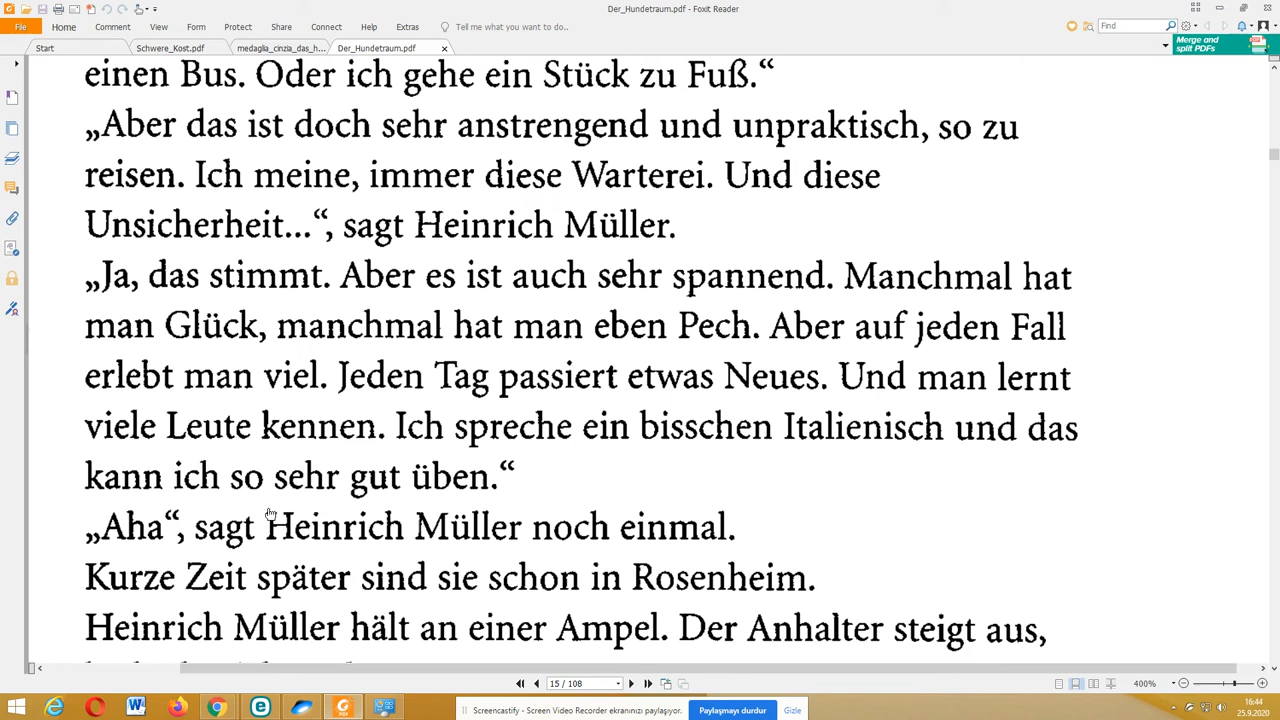 Der_Hundetraum.pdf - Foxit Reader
File Home Comment View Form Protect Share Connect Help Extras Tell me what you want to do.. Find
Merge and
split PDFs
Start Schwere_Kost.pdf medaglia_cinzia_das_h... Der_Hundetraum.pdf
einen Bus. Oder ich gehe ein Stück zu Fuß.“
„Aber das ist doch sehr anstrengend und unpraktisch, so zu
reisen. Ich meine, immer diese Warterei. Und diese
Unsicherheit...“, sagt Heinrich Müller.
„Ja, das stimmt. Aber es ist auch sehr spannend. Manchmal hat
man Glück, manchmal hat man eben Pech. Aber auf jeden Fall
erlebt man viel. Jeden Tag passiert etwas Neues. Und man lernt
viele Leute kennen. Ich spreche ein bisschen Italienisch und das
kann ich so sehr gut üben.“
„Aha“, sagt Heinrich Müller noch einmal.
Kurze Zeit später sind sie schon in Rosenheim.
Heinrich Müller hält an einer Ampel. Der Anhalter steigt aus,
15 / 108 400%
Screencastify - Screen Video Recorder ekranınızı paylaşıyor. Paylaşmayı durdur Gizle
16:44
25.9.2020